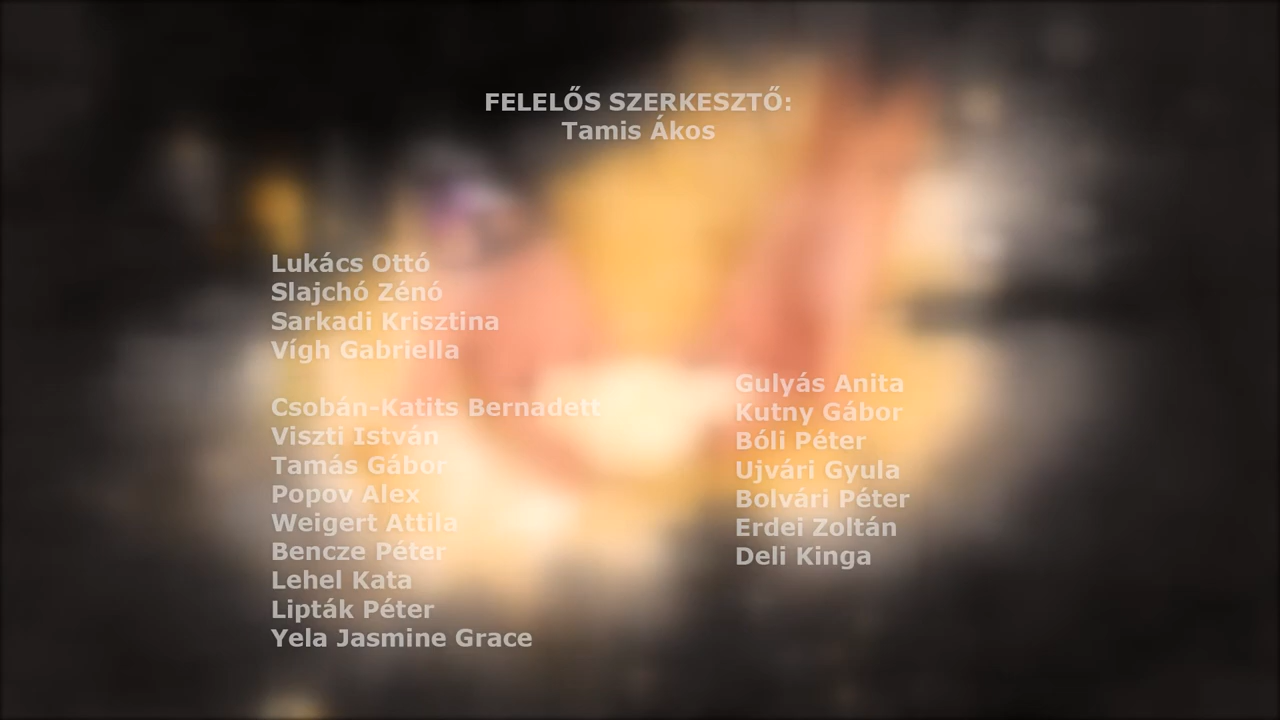 FELELŐS SZERKESZTŐ:
Tamis Ákos
Lukács Ottó
Slajchó Zénó
Sarkadi Krisztina
Vígh Gabriella
Csobán-Katits Bernadett
Viszti István
Tamás Gábor
Popov Alex
Weigert Attila
Bencze Péter
Lehel Kata
Lipták Péter
Yela Jasmine Grace
Gulyás Anita
Kutny Gábor
Bóli Péter
Ujvári Gyula
Bolvári Péter
Erdei Zoltán
Deli Kinga